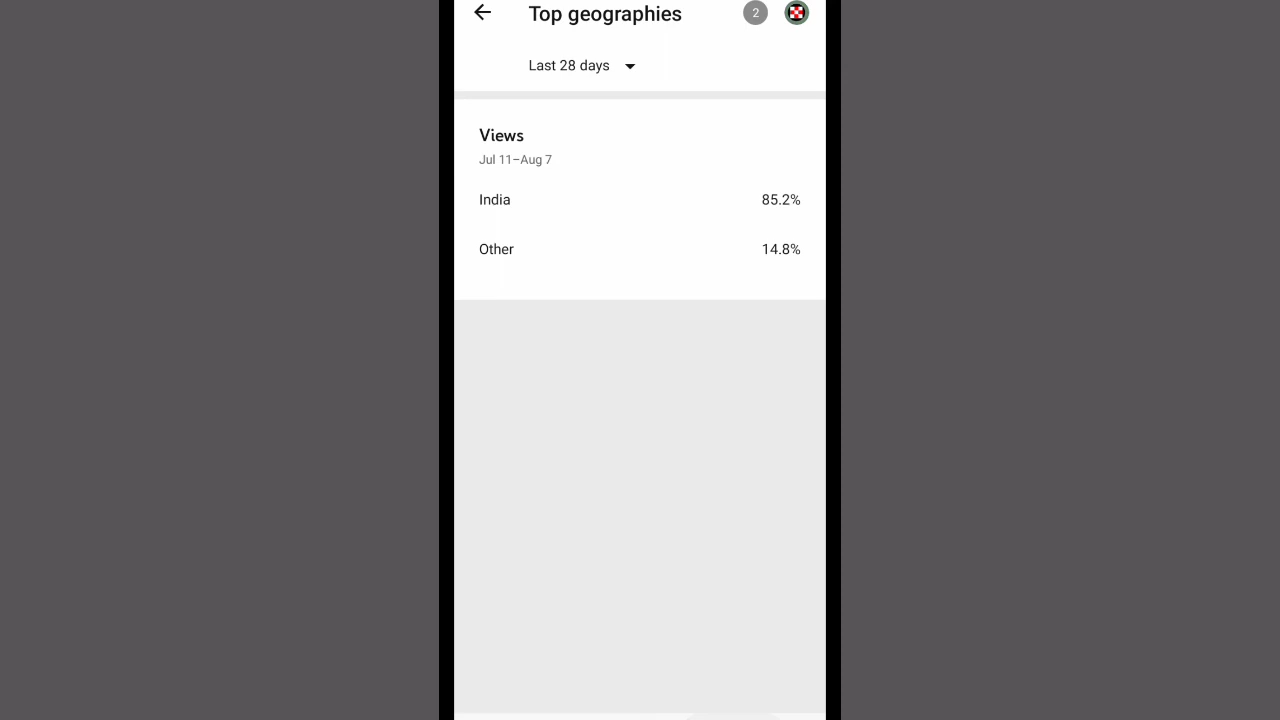 Top geographies
2
Last 28 days
Views
Jul 11–Aug 7
India 85.2%
Other 14.8%